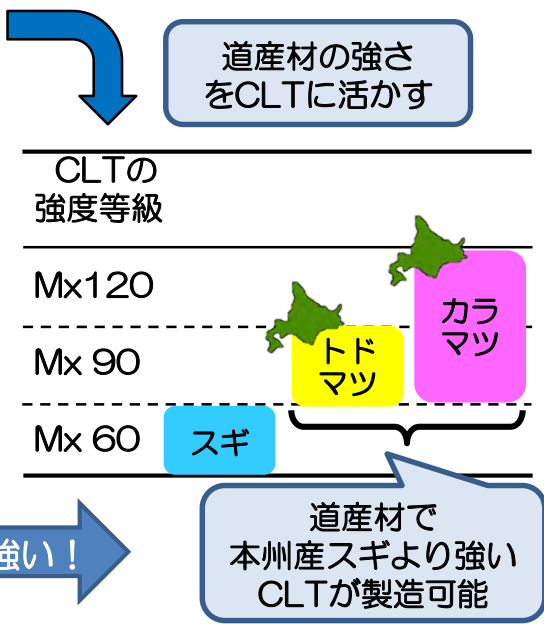 道産材の強さ
をCLTに活かす
CLTの
強度等級
Mx120
Mx 90
Mx 60
スギ
トド
マツ
カラ
マツ
道産材で
本州産スギより強い
CLTが製造可能
強い！